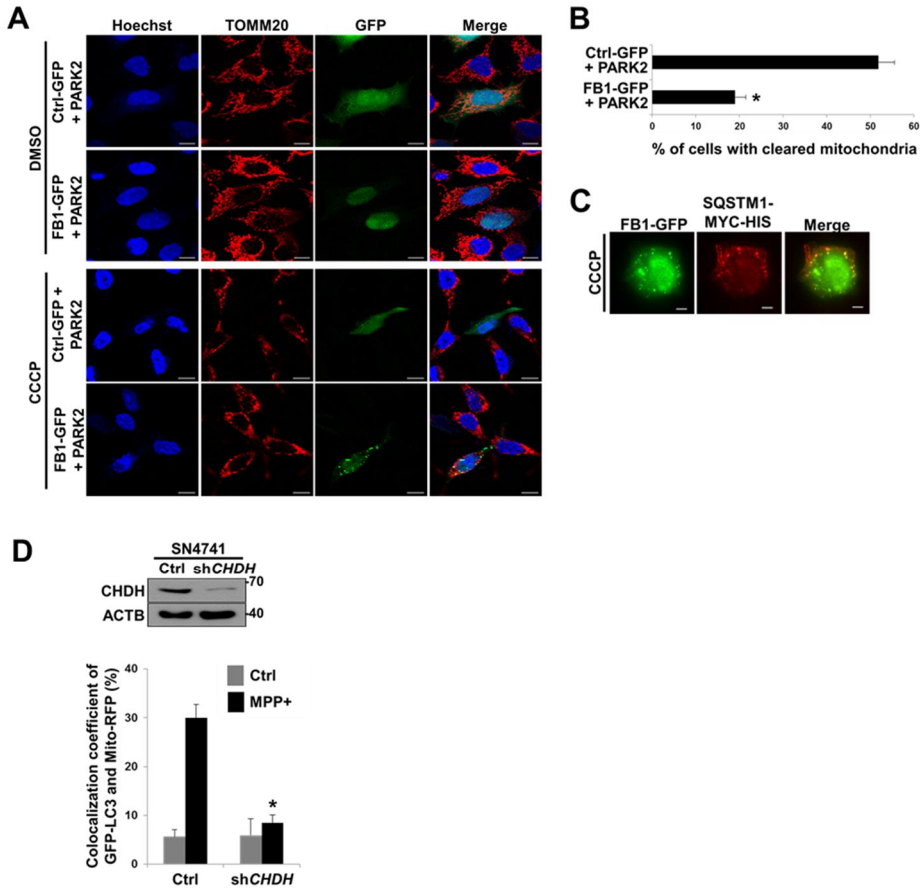 A
Hoechst TOMM20 GFP Merge
DMSO
Ctrl-GFP
+ PARK2
FB1-GFP
+ PARK2
CCCP
Ctrl-GFP +
PARK2
FB1-GFP
+ PARK2
B
Ctrl-GFP
+ PARK2
FB1-GFP
+ PARK2
*
0 10 20 30 40 50 60
% of cells with cleared mitochondria
C
SQSTM1-
FB1-GFP MYC-HIS Merge
CCCP
D
SN4741
Ctrl shCHDH
CHDH
-70
ACTB
-40
Colocalization coefficient of
GFP-LC3 and Mito-RFP (%)
40
30
20
10
0
Ctrl
MPP+
*
Ctrl shCHDH